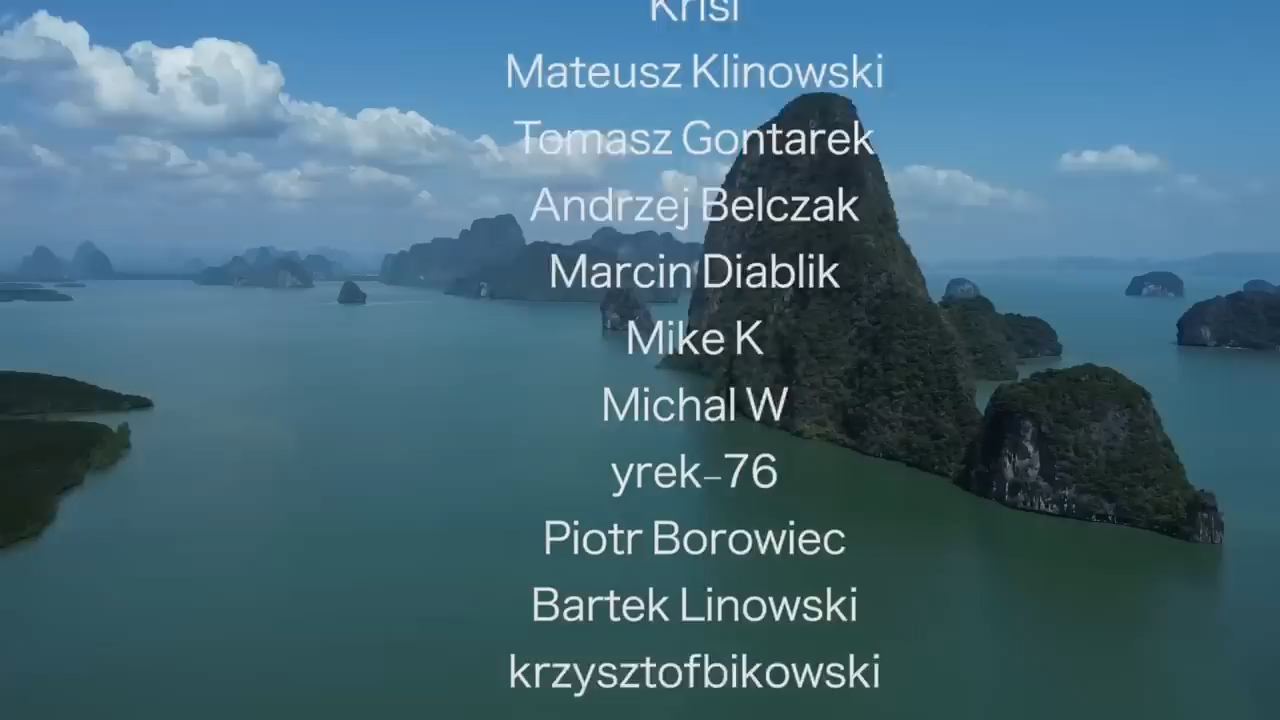 Mateusz Klinowski
Tomasz Gontarek
Andrzej Belczak
Marcin Diablik
Mike K
Michal W
yrek-76
Piotr Borowiec
Bartek Linowski
krzysztofbikowski